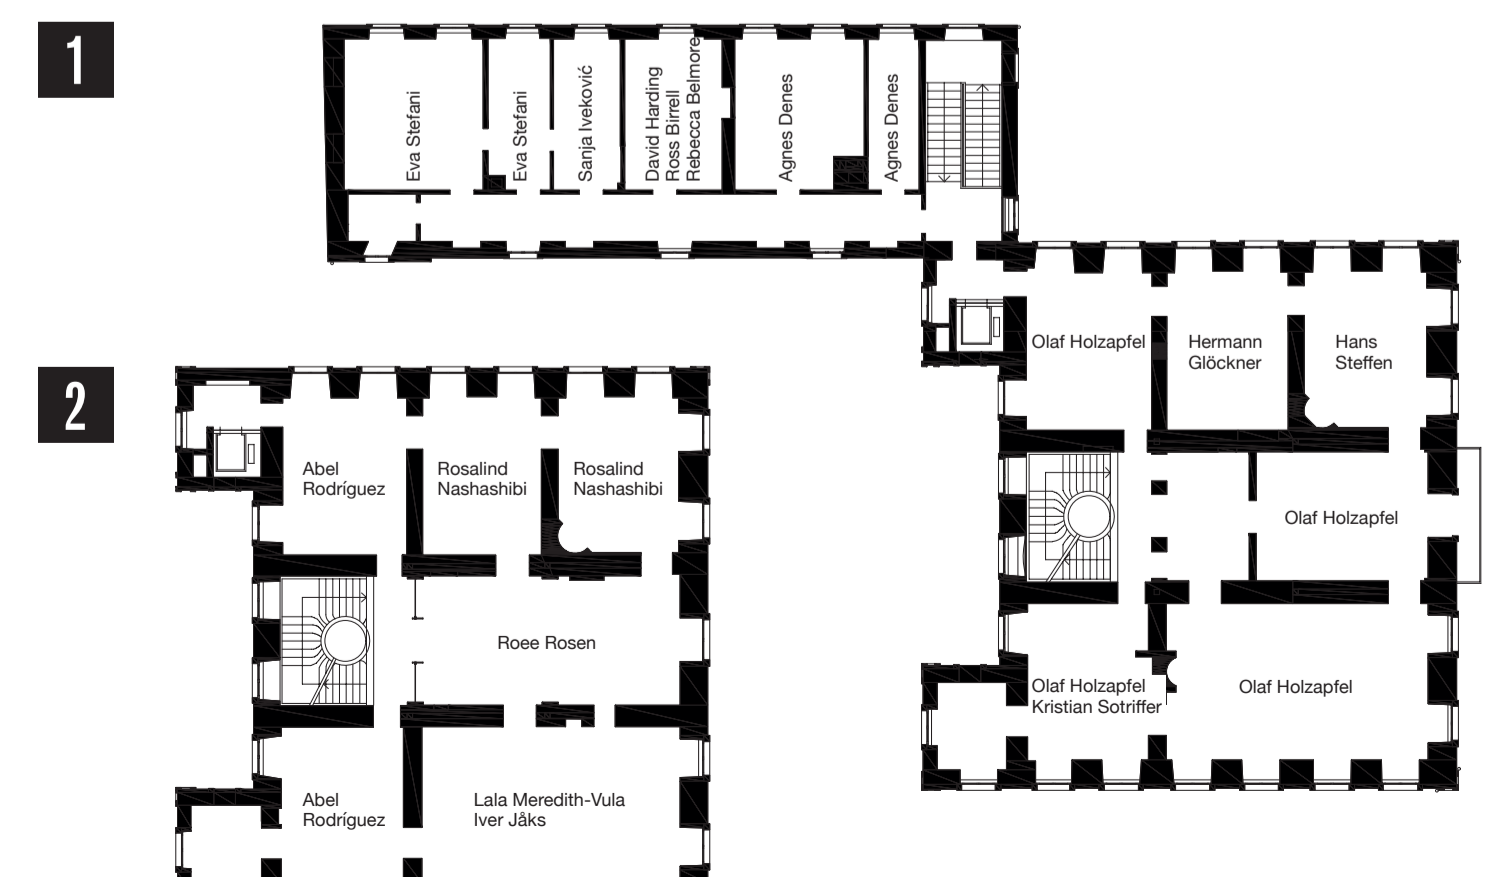 1
Eva Stefani
Eva Stefani
Sanja Iveković
David Harding
Ross Birrell
Rebecca Belmore
Agnes Denes
Agnes Denes
Olaf Holzapfel
Hermann
Glöckner
Hans
Steffen
Olaf Holzapfel
Olaf Holzapfel
Kristian Sotriffer
Olaf Holzapfel
2
Abel
Rodríguez
Rosalind
Nashashibi
Rosalind
Nashashibi
Roee Rosen
Abel
Rodríguez
Lala Meredith-Vula
Iver Jåks